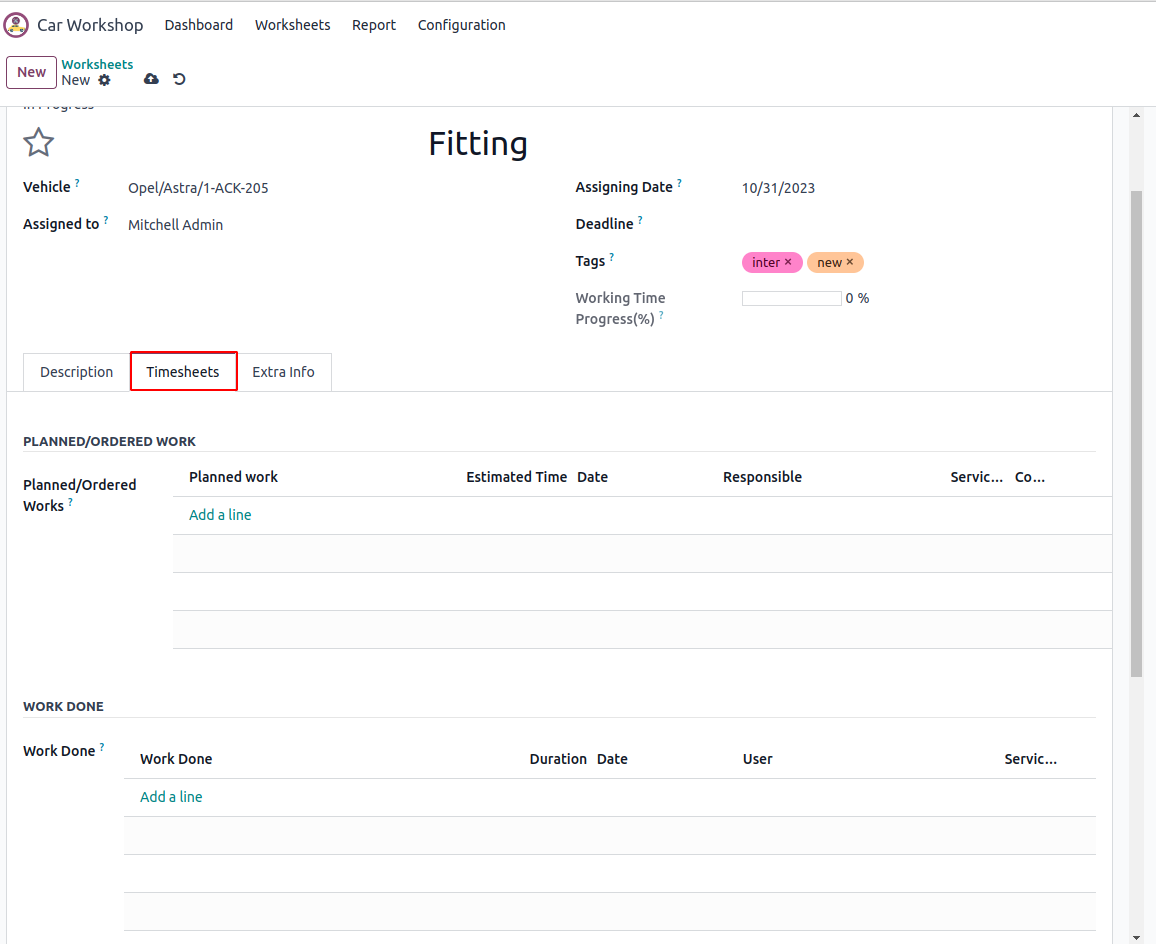 Car Workshop Dashboard Worksheets Report Configuration
New Worksheets
New
In Progress
Fitting
Vehicle ? Opel/Astra/1-ACK-205 Assigning Date ? 10/31/2023
Assigned to ? Mitchell Admin Deadline ?
Tags ? inter × new ×
Working Time 0 %
Progress(%) ?
Description Timesheets Extra Info
PLANNED/ORDERED WORK
Planned/Ordered Planned work Estimated Time Date Responsible Servic... Co...
Works ?
Add a line
WORK DONE
Work Done ? Work Done Duration Date User Servic...
Add a line